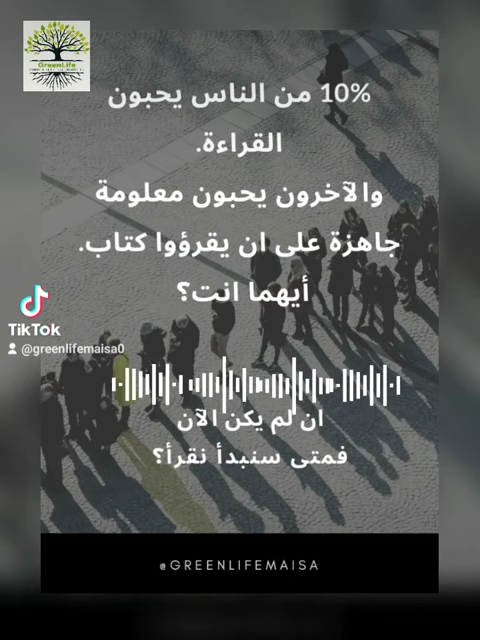 GreenLife
10% من الناس يحبون
القراءة.
والآخرون يحبون معلومة
جاهزة على ان يقرؤوا كتاب.
أيهما انت؟
TikTok
@greenlifemaisa0
ان لم يكن الآن
فمتى سنبدأ نقرأ؟
@GREENLIFEMAISA